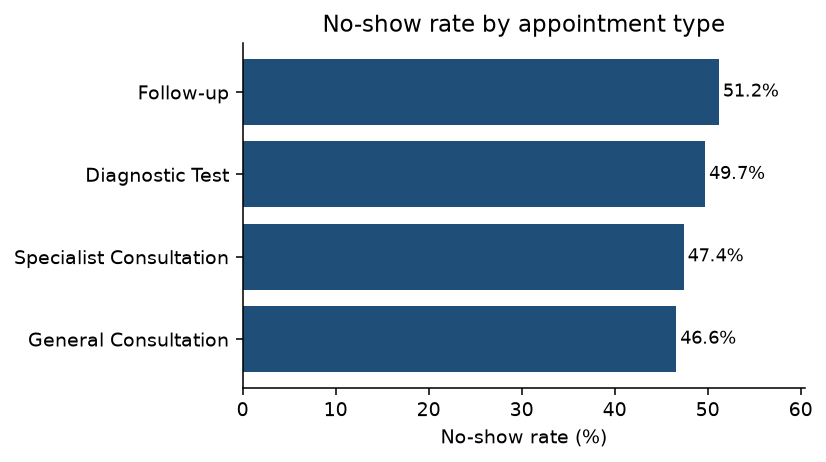 No-show rate by appointment type
Follow-up 51.2%
Diagnostic Test 49.7%
Specialist Consultation 47.4%
General Consultation 46.6%
0 10 20 30 40 50 60
No-show rate (%)